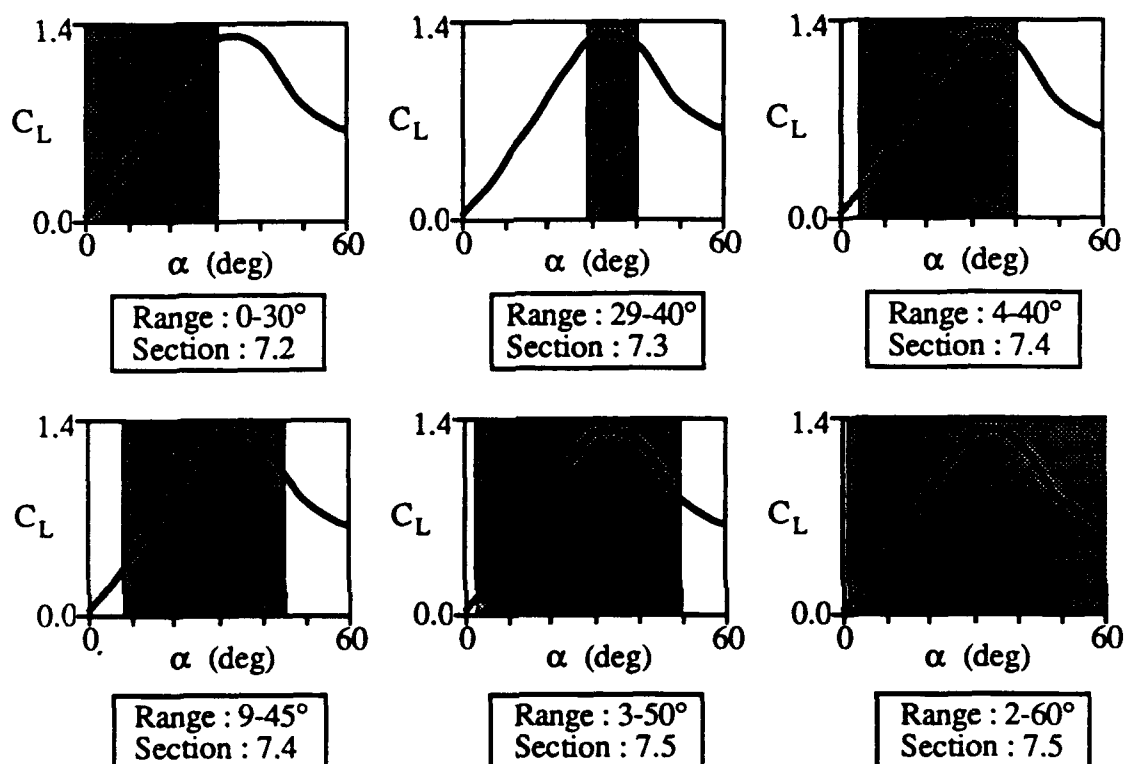 1.4
C_L
0.0
0
60
α (deg)
Range : 0-30°
Section : 7.2
1.4
C_L
0.0
0
60
α (deg)
Range : 29-40°
Section : 7.3
1.4
C_L
0.0
0
60
α (deg)
Range : 4-40°
Section : 7.4
1.4
C_L
0.0
0
60
α (deg)
Range : 9-45°
Section : 7.4
1.4
C_L
0.0
0
60
α (deg)
Range : 3-50°
Section : 7.5
1.4
C_L
0.0
0
60
α (deg)
Range : 2-60°
Section : 7.5